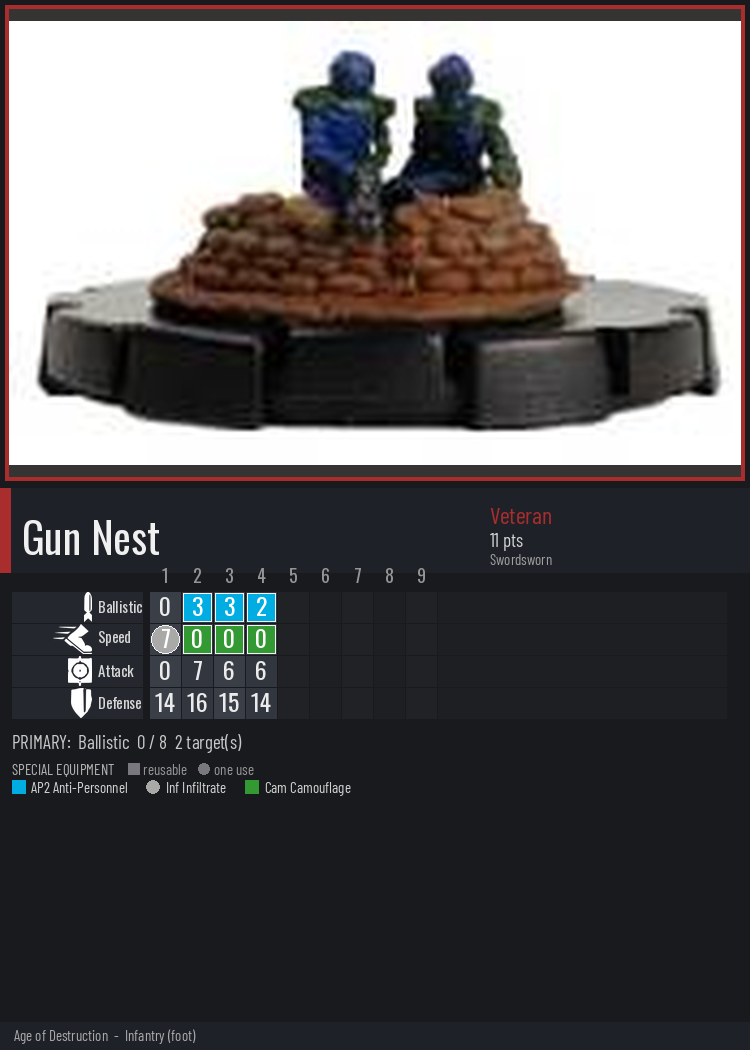 Gun Nest
Veteran
11 pts
Swordsworn
1 2 3 4 5 6 7 8 9
Ballistic 0 3 3 2
Speed 7 0 0 0
Attack 0 7 6 6
Defense 14 16 15 14
PRIMARY: Ballistic 0 / 8 2 target(s)
SPECIAL EQUIPMENT reusable one use
AP2 Anti-Personnel Inf Infiltrate Cam Camouflage
Age of Destruction - Infantry (foot)